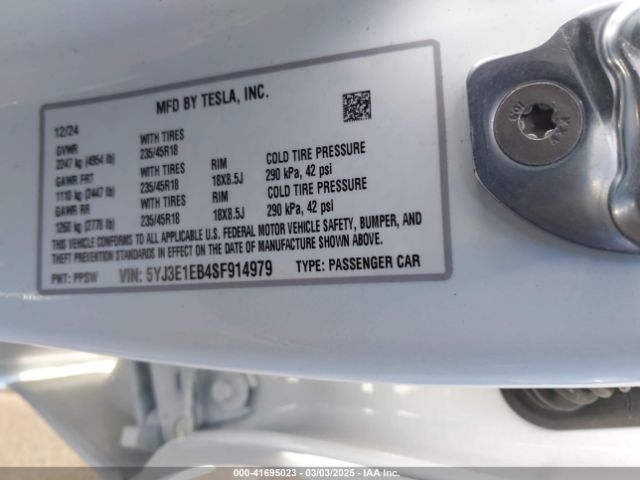 MFD BY TESLA, INC.
12/24
GVWR WITH TIRES
2247 kg (4954 lb) 235/45R18 RIM COLD TIRE PRESSURE
GAWR FRT WITH TIRES 18X8.5J 290 kPa, 42 psi
1110 kg (2447 lb) 235/45R18 RIM COLD TIRE PRESSURE
GAWR RR WITH TIRES 18X8.5J 290 kPa, 42 psi
1260 kg (2778 lb) 235/45R18
THIS VEHICLE CONFORMS TO ALL APPLICABLE U.S. FEDERAL MOTOR VEHICLE SAFETY, BUMPER, AND
THEFT PREVENTION STANDARDS IN EFFECT ON THE DATE OF MANUFACTURE SHOWN ABOVE.
PNT: PPSW VIN: 5YJ3E1EB4SF914979 TYPE: PASSENGER CAR
000-41695023 — 03/03/2025 — IAA Inc.